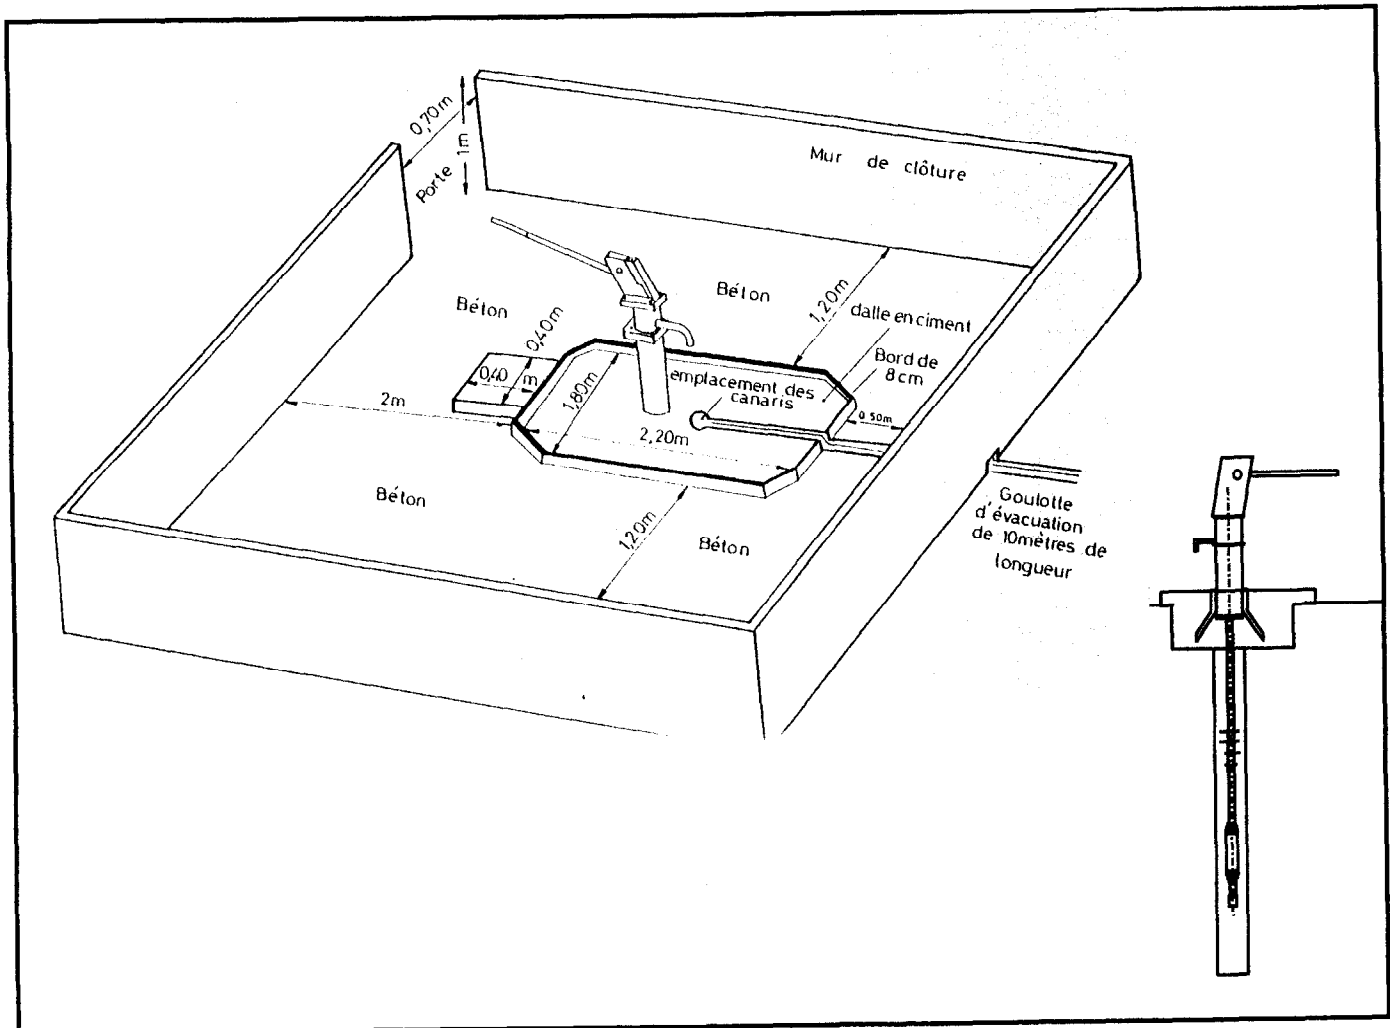 0,70m
1m
Porte
Mur de clôture
Béton
Béton
1,20m
dalle en ciment
0,40m
Bord de
8cm
0,40 m
1,80m
emplacement des
canaris
2m
0.50m
2,20m
Béton
1,20m
Béton
Goulotte
d'évacuation
de 10mètres de
longueur